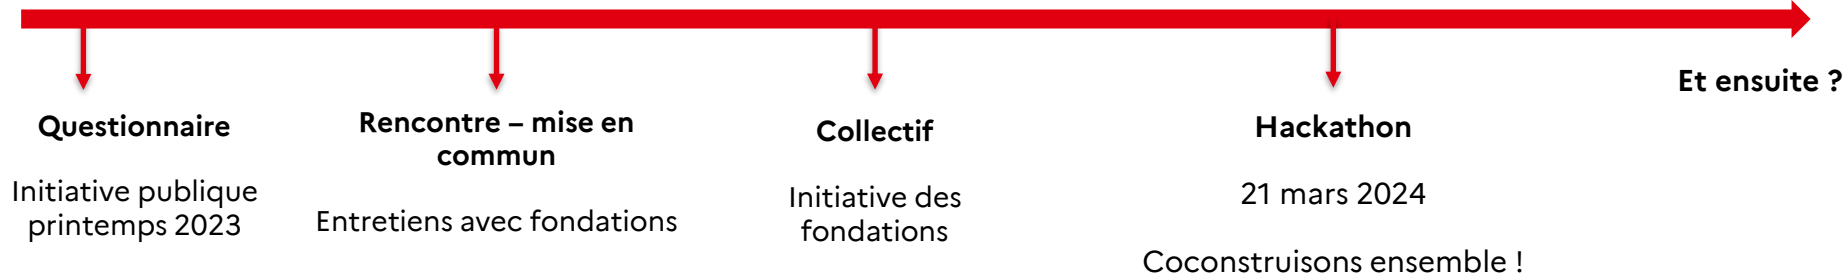 Questionnaire
Initiative publique
printemps 2023
Rencontre – mise en
commun
Entretiens avec fondations
Collectif
Initiative des
fondations
Hackathon
21 mars 2024
Coconstruisons ensemble !
Et ensuite ?